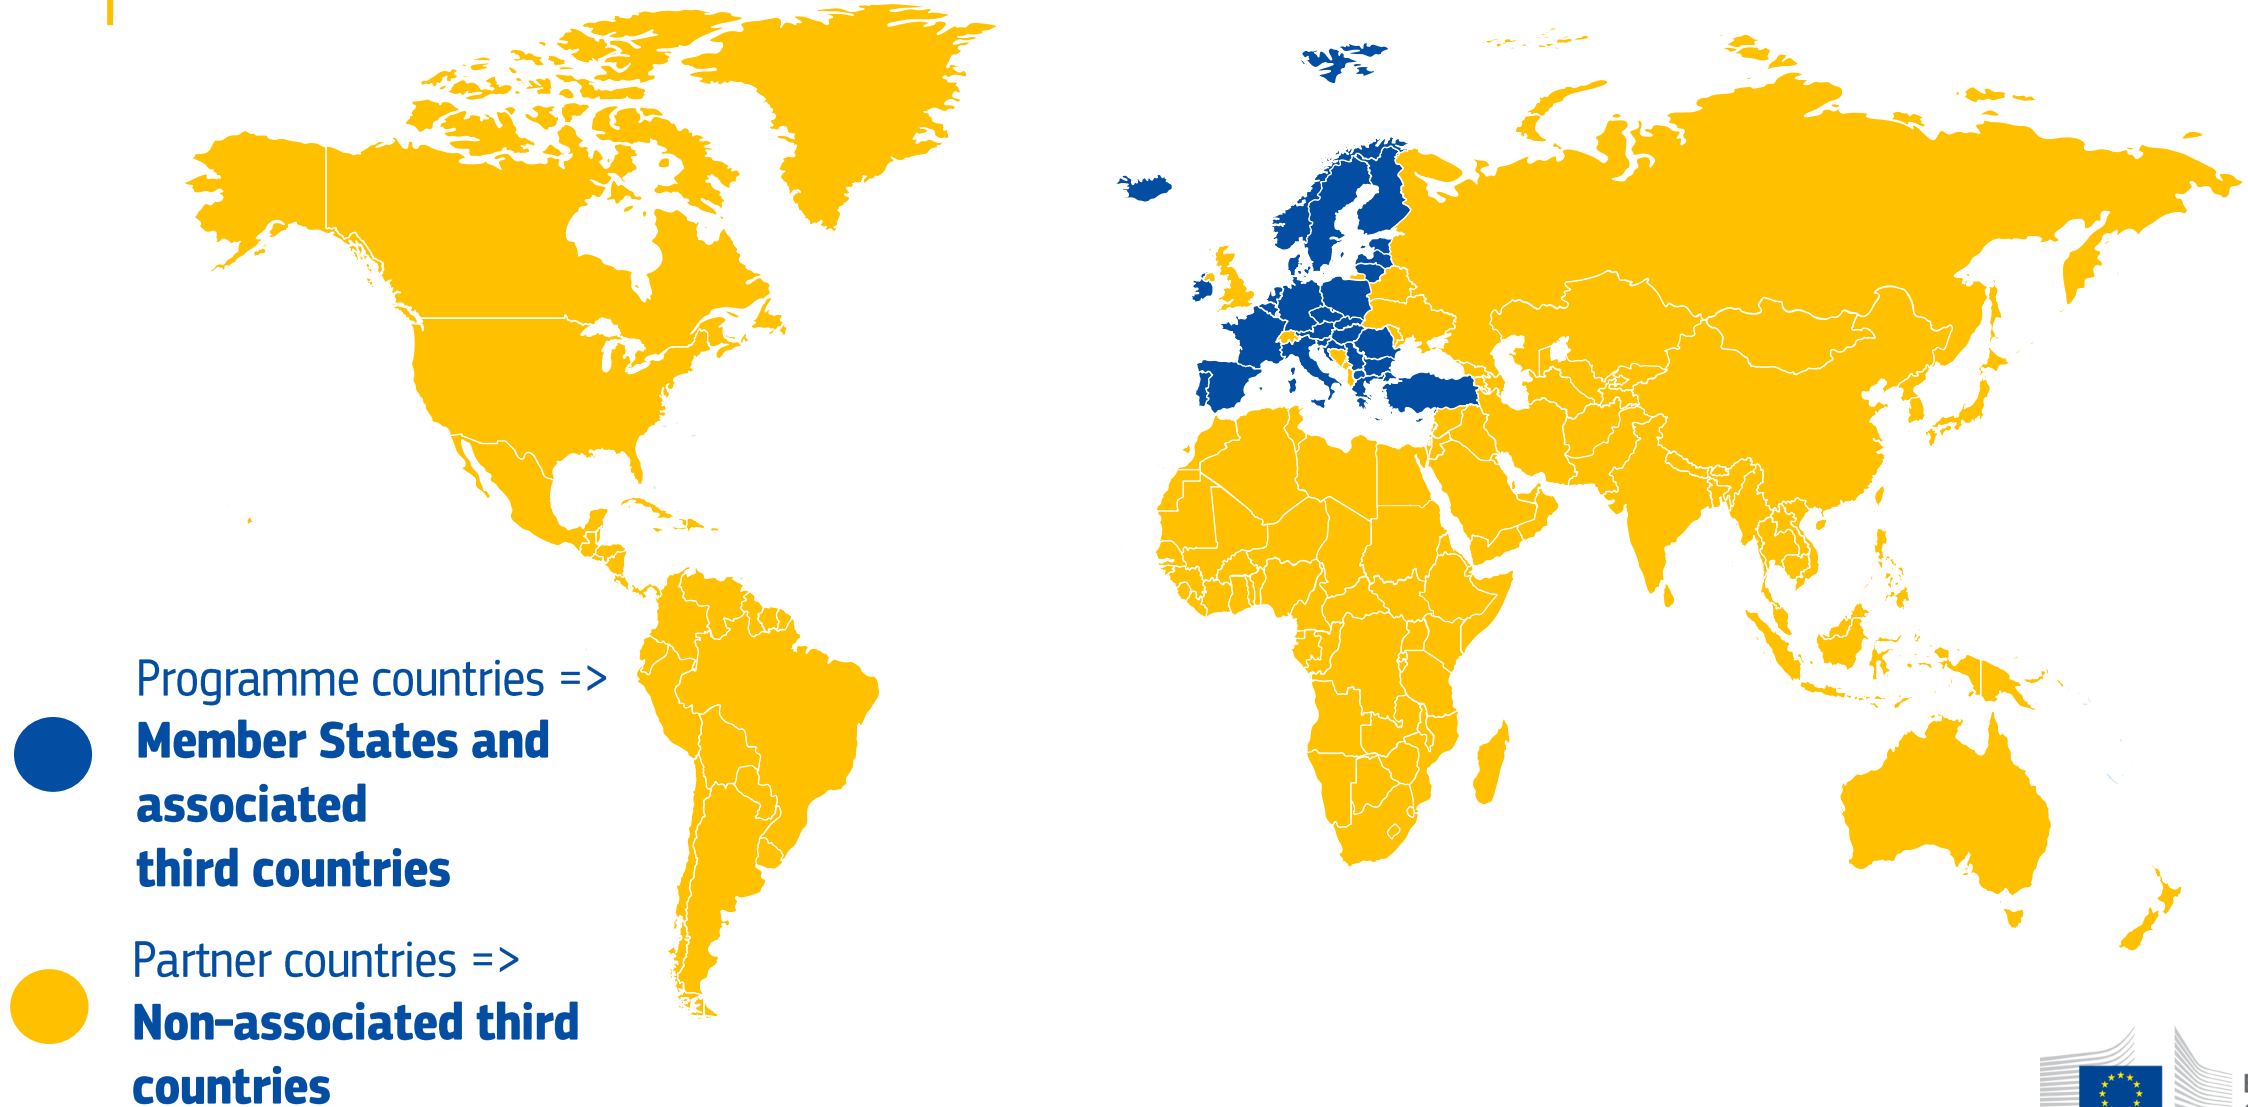 Programme countries =>
Member States and
associated
third countries
Partner countries =>
Non-associated third
countries